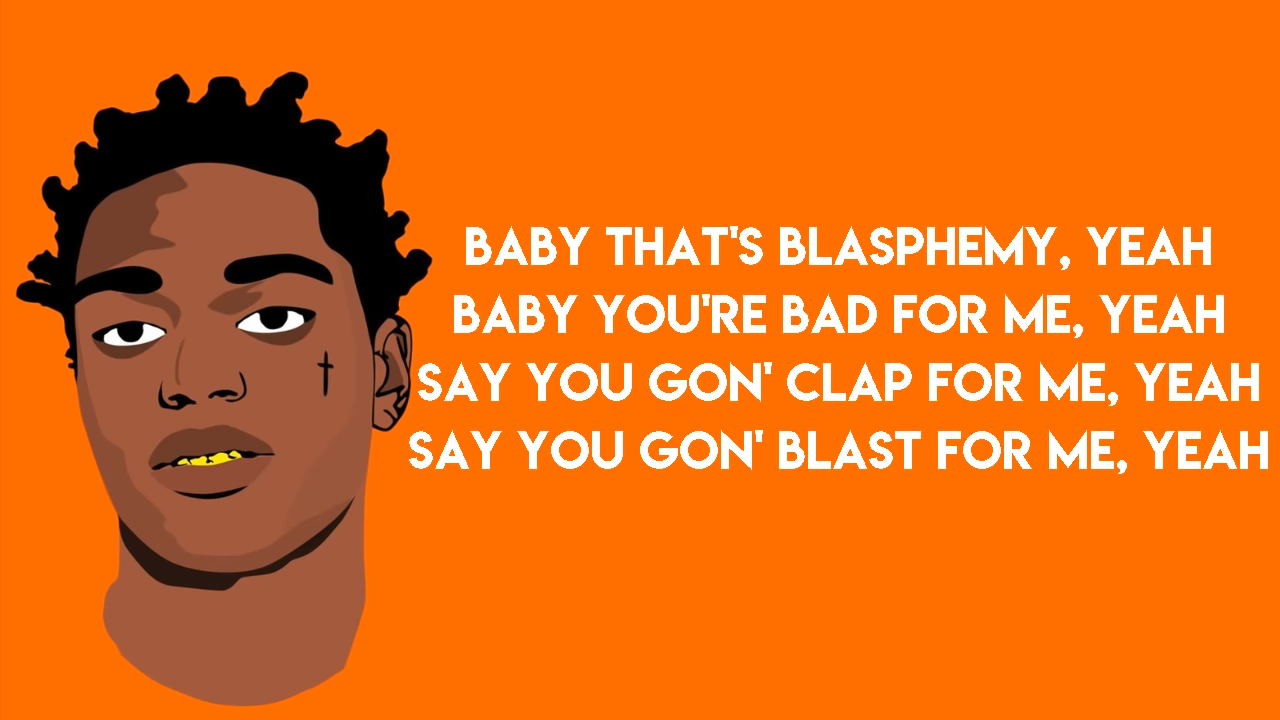 BABY THAT'S BLASPHEMY, YEAH
BABY YOU'RE BAD FOR ME, YEAH
SAY YOU GON' CLAP FOR ME, YEAH
SAY YOU GON' BLAST FOR ME, YEAH